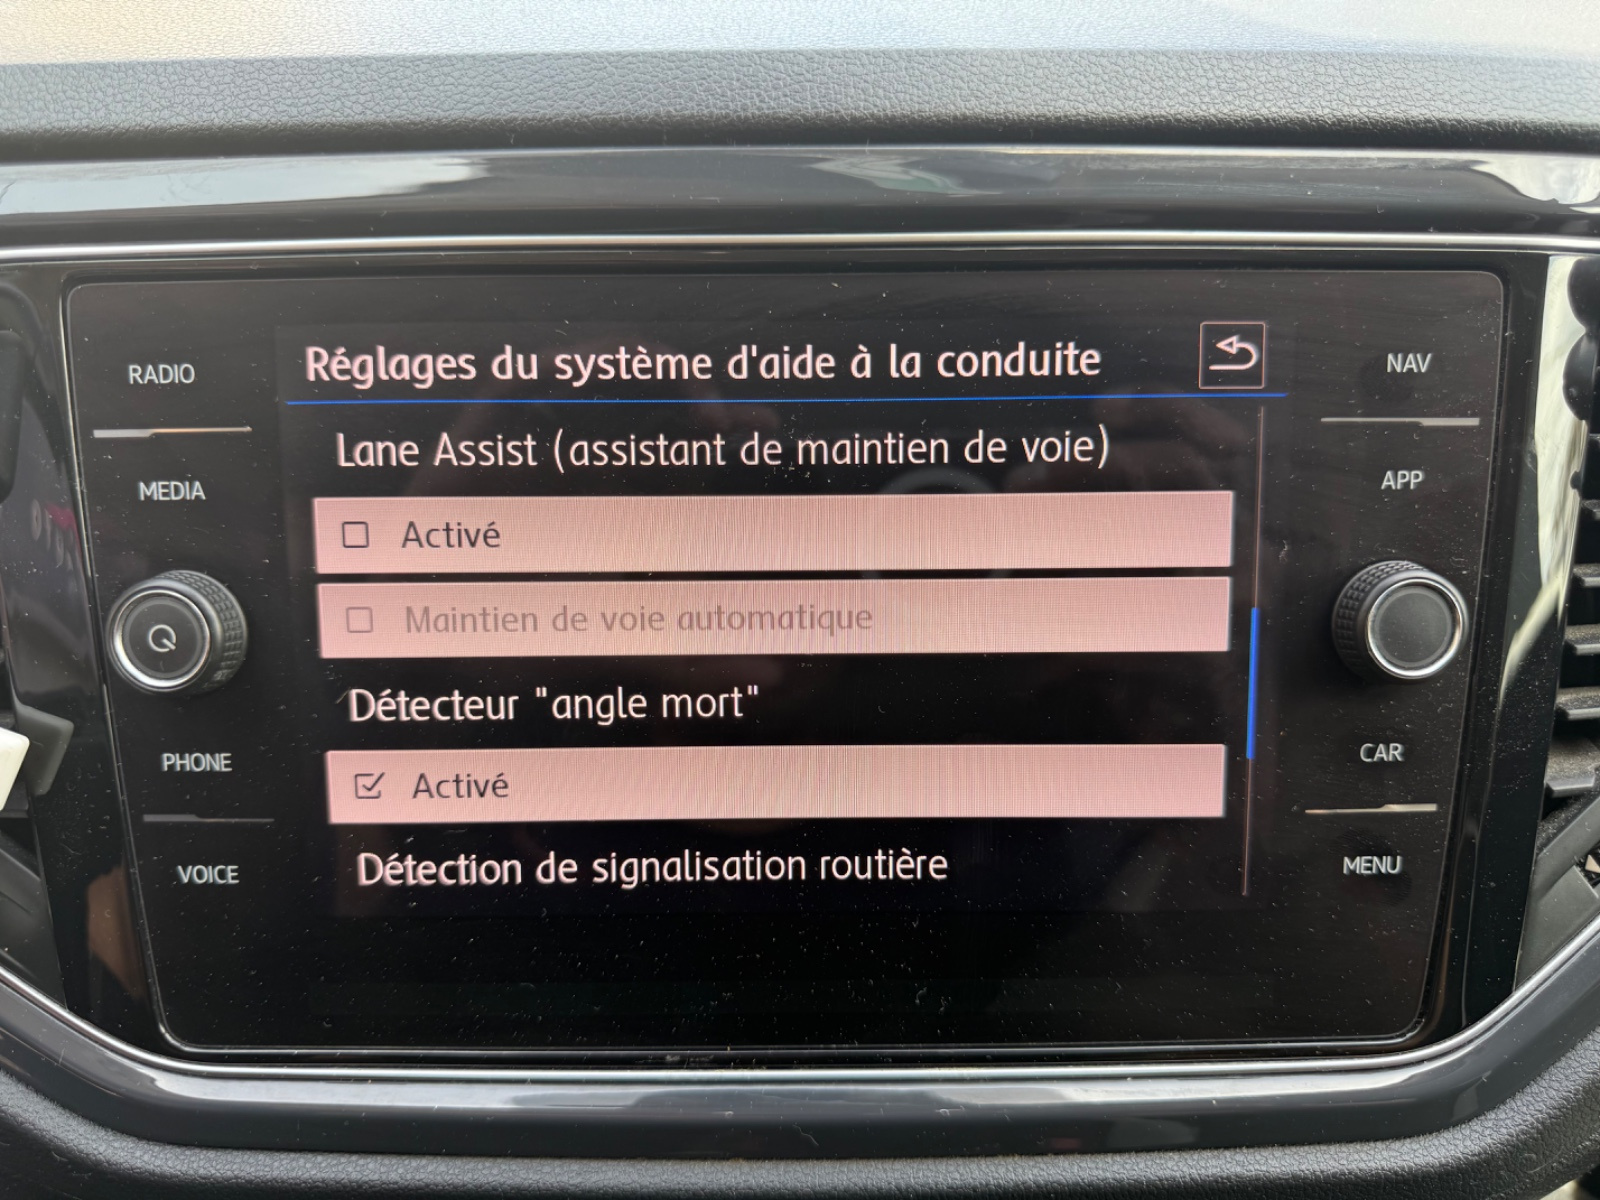 Réglages du système d'aide à la conduite
Lane Assist (assistant de maintien de voie)
Activé
Maintien de voie automatique
Détecteur "angle mort"
Activé
Détection de signalisation routière
RADIO
MEDIA
PHONE
VOICE
NAV
APP
CAR
MENU